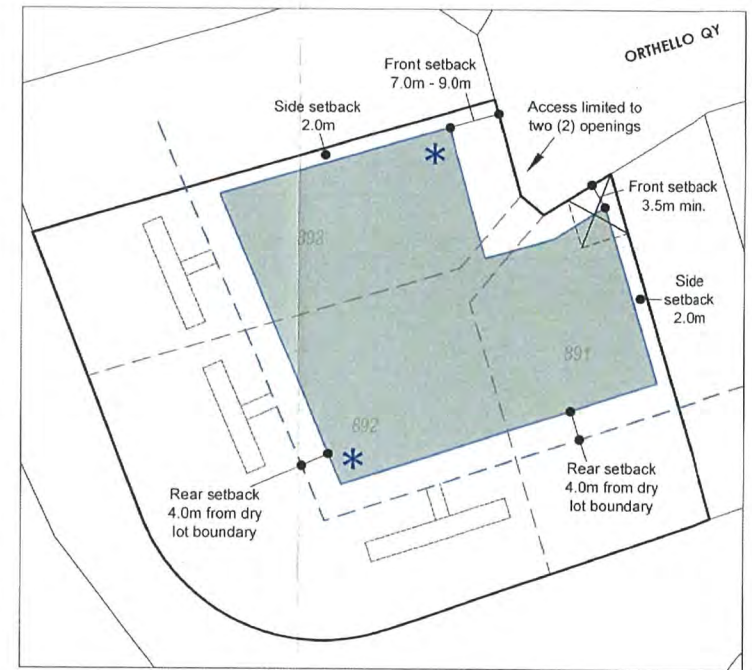 ORTHELLO QY
Front setback
7.0m - 9.0m
Side setback
2.0m
Access limited to
two (2) openings
*
Front setback
3.5m min.
893
Side
setback
2.0m
891
892
*
Rear setback
4.0m from dry
lot boundary
Rear setback
4.0m from dry
lot boundary